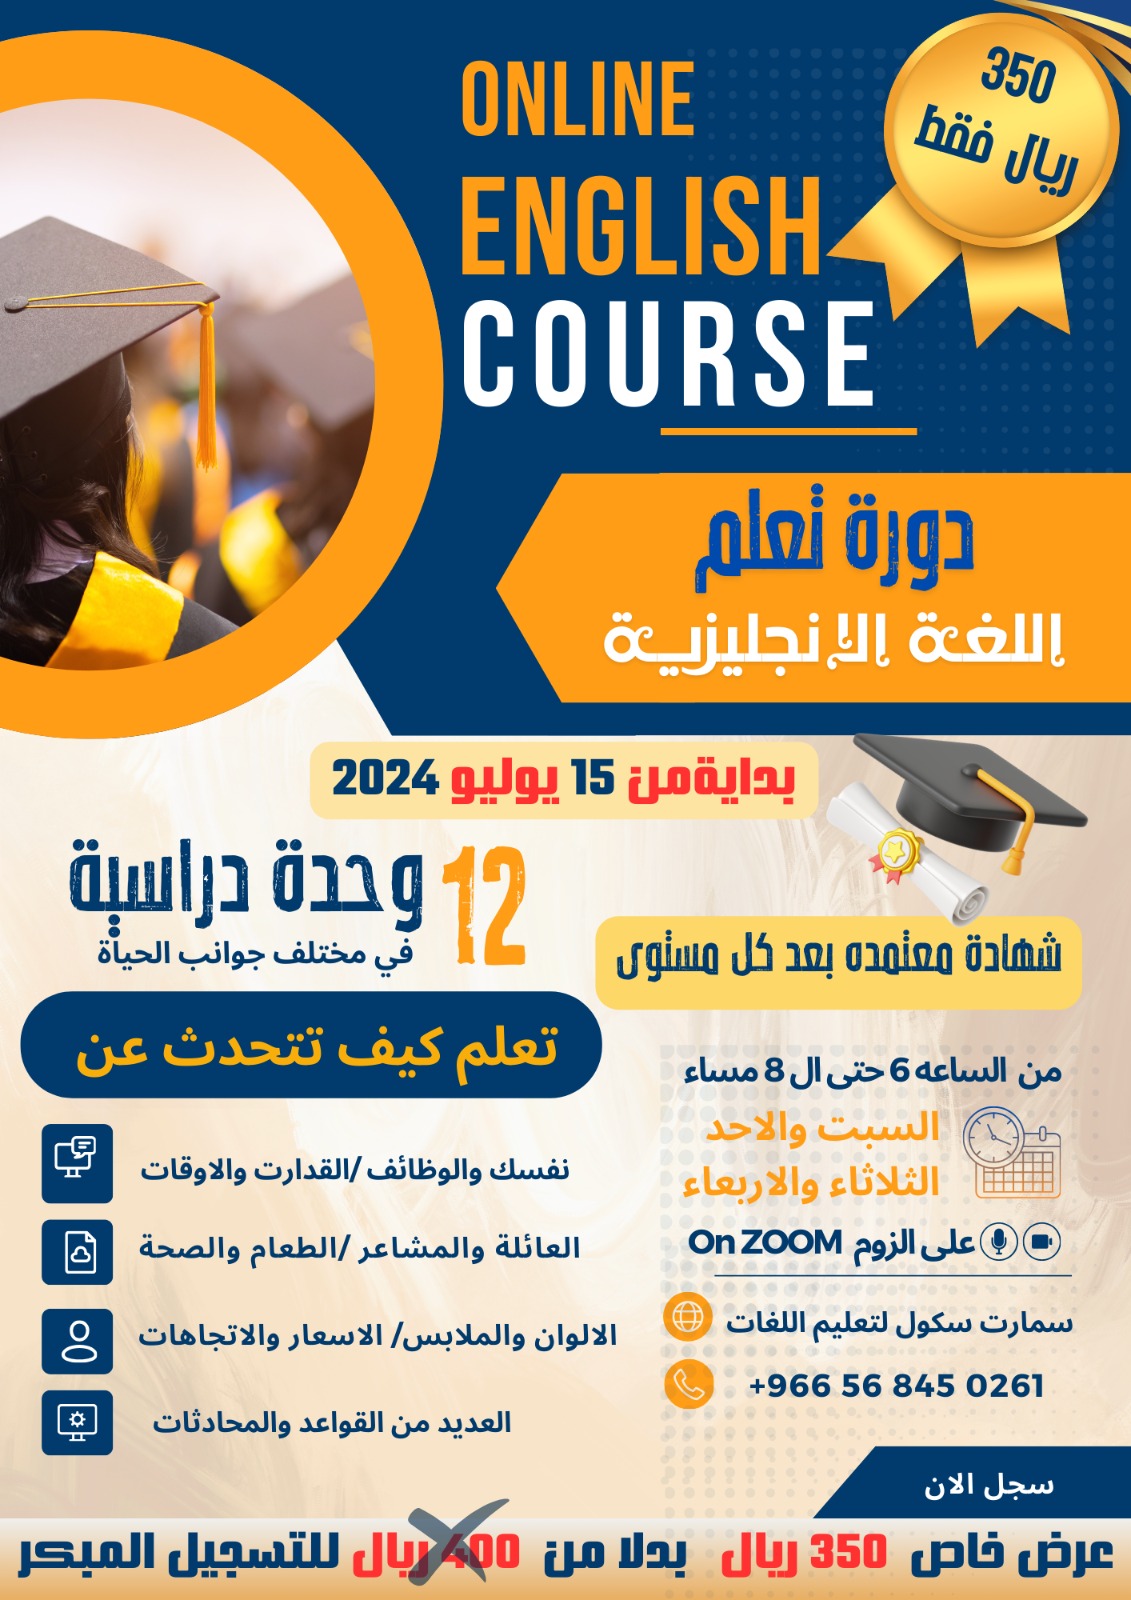 350
ريال فقط
ONLINE
ENGLISH
COURSE
دورة تعلم
اللغة الانجليزية
بدايةمن 15 يوليو 2024
12 وحدة دراسية
في مختلف جوانب الحياة
شهادة معتمده بعد كل مستوى
تعلم كيف تتحدث عن
نفسك والوظائف /القدارت والاوقات
العائلة والمشاعر /الطعام والصحة
الالوان والملابس/ الاسعار والاتجاهات
العديد من القواعد والمحادثات
من الساعه 6 حتى ال 8 مساء
السبت والاحد
الثلاثاء والاربعاء
على الزوم On ZOOM
سمارت سكول لتعليم اللغات
+966 56 845 0261
سجل الان
عرض خاص 350 ريال بدلا من 400 ريال للتسجيل المبكر